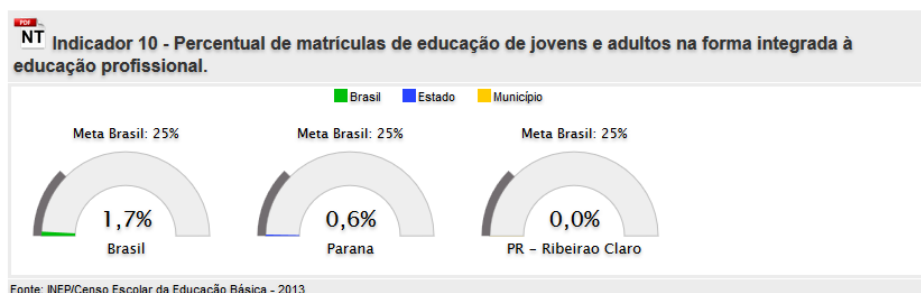 PDF
NT Indicador 10 - Percentual de matrículas de educação de jovens e adultos na forma integrada à
educação profissional.
Brasil Estado Município
Meta Brasil: 25% Meta Brasil: 25% Meta Brasil: 25%
1,7% 0,6% 0,0%
Brasil Parana PR - Ribeirao Claro
Fonte: INEP/Censo Escolar da Educação Básica - 2013